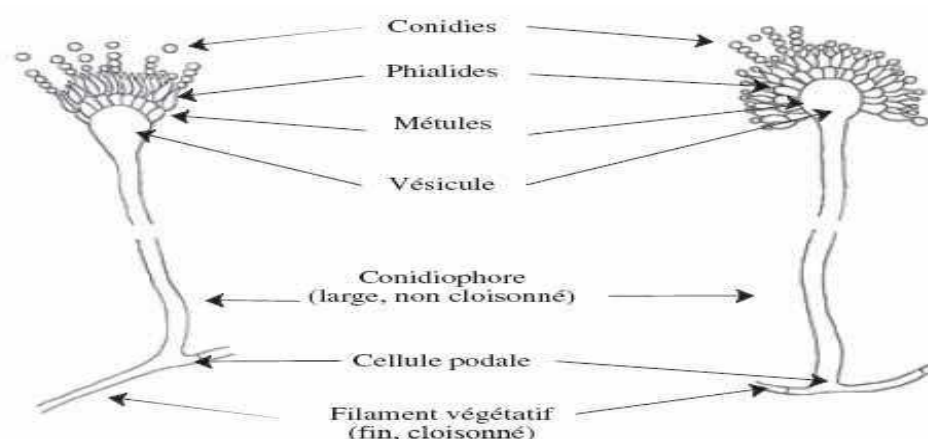 Conidies
Phialides
Métules
Vésicule
Conidiophore
(large, non cloisonné)
Cellule podale
Filament végétatif
(fin, cloisonné)